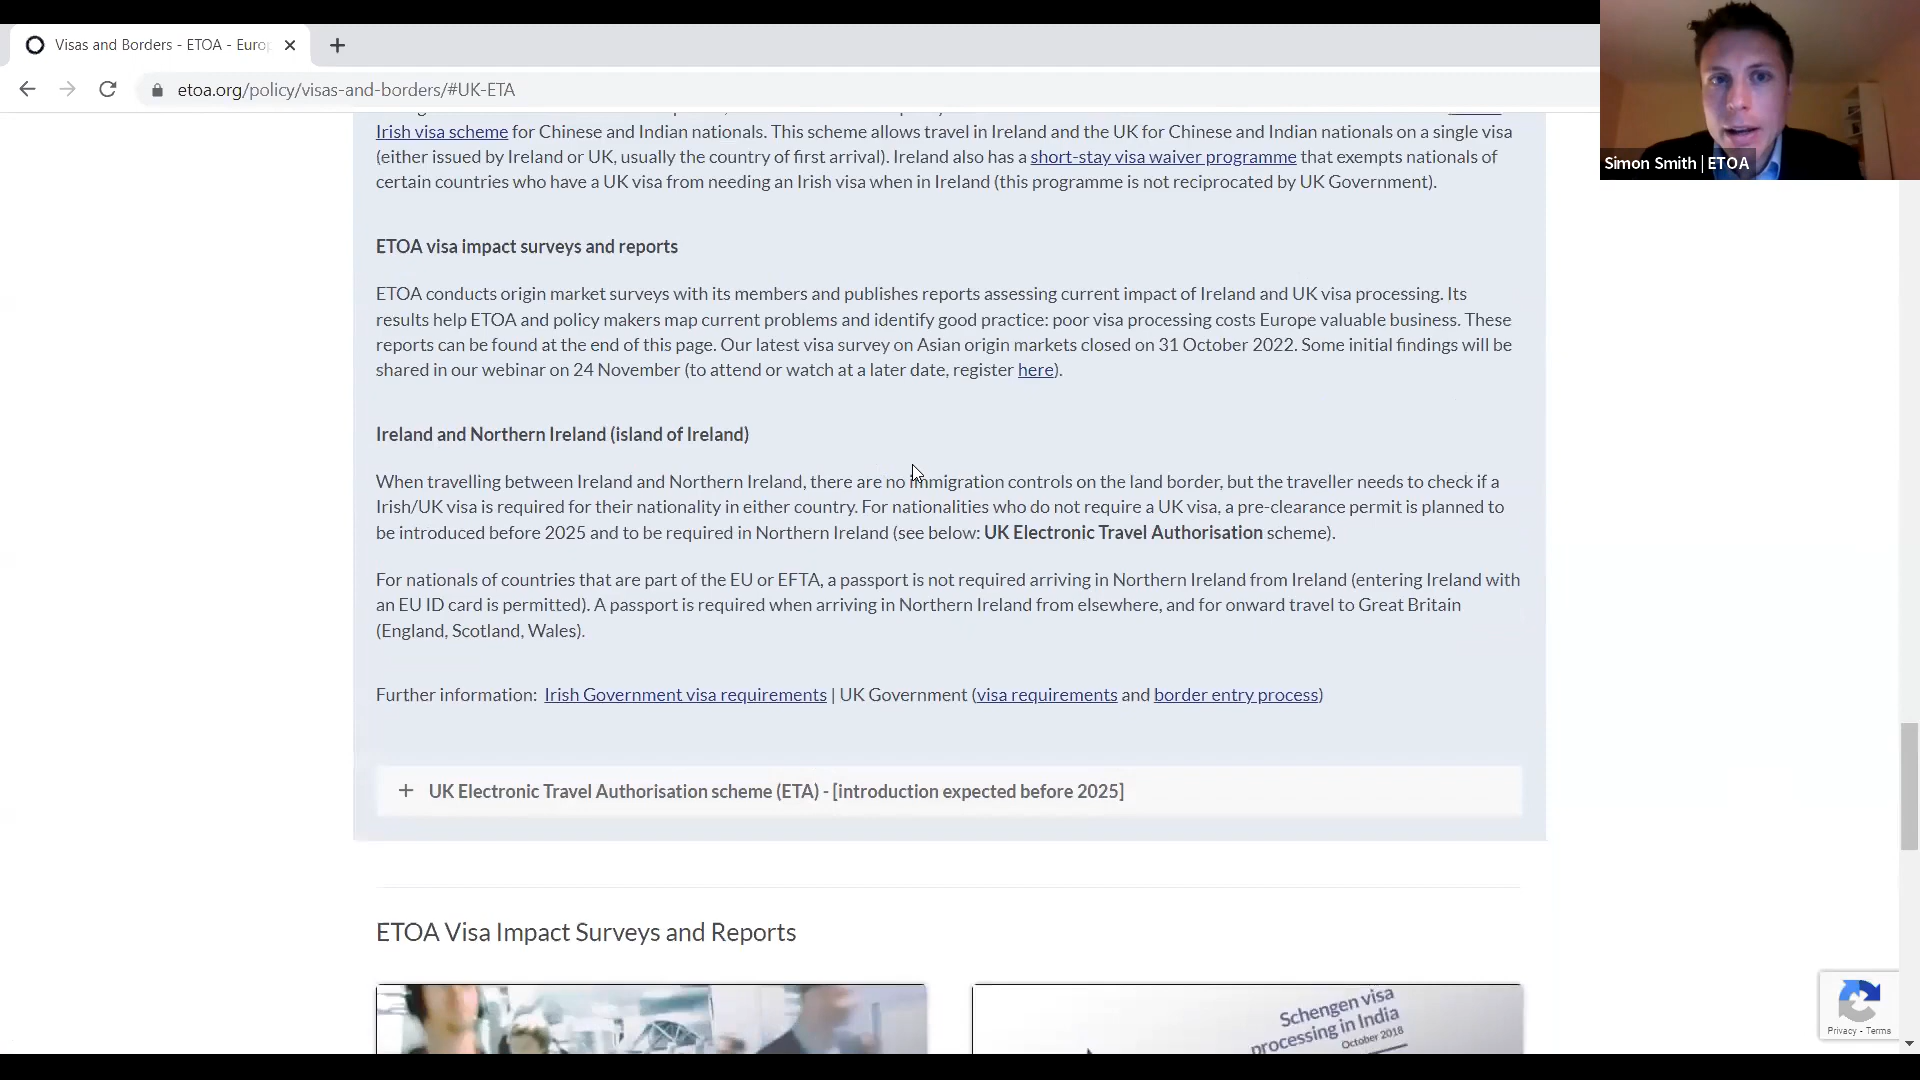 Visas and Borders - ETOA - Euro
etoa.org/policy/visas-and-borders/#UK-ETA
Simon Smith | ETOA
Irish visa scheme for Chinese and Indian nationals. This scheme allows travel in Ireland and the UK for Chinese and Indian nationals on a single visa
(either issued by Ireland or UK, usually the country of first arrival). Ireland also has a short-stay visa waiver programme that exempts nationals of
certain countries who have a UK visa from needing an Irish visa when in Ireland (this programme is not reciprocated by UK Government).
ETOA visa impact surveys and reports
ETOA conducts origin market surveys with its members and publishes reports assessing current impact of Ireland and UK visa processing. Its
results help ETOA and policy makers map current problems and identify good practice: poor visa processing costs Europe valuable business. These
reports can be found at the end of this page. Our latest visa survey on Asian origin markets closed on 31 October 2022. Some initial findings will be
shared in our webinar on 24 November (to attend or watch at a later date, register here).
Ireland and Northern Ireland (island of Ireland)
When travelling between Ireland and Northern Ireland, there are no immigration controls on the land border, but the traveller needs to check if a
Irish/UK visa is required for their nationality in either country. For nationalities who do not require a UK visa, a pre-clearance permit is planned to
be introduced before 2025 and to be required in Northern Ireland (see below: UK Electronic Travel Authorisation scheme).
For nationals of countries that are part of the EU or EFTA, a passport is not required arriving in Northern Ireland from Ireland (entering Ireland with
an EU ID card is permitted). A passport is required when arriving in Northern Ireland from elsewhere, and for onward travel to Great Britain
(England, Scotland, Wales).
Further information: Irish Government visa requirements | UK Government (visa requirements and border entry process)
+ UK Electronic Travel Authorisation scheme (ETA) - [introduction expected before 2025]
ETOA Visa Impact Surveys and Reports
Schengen visa
processing in India
October 2018
Privacy - Terms